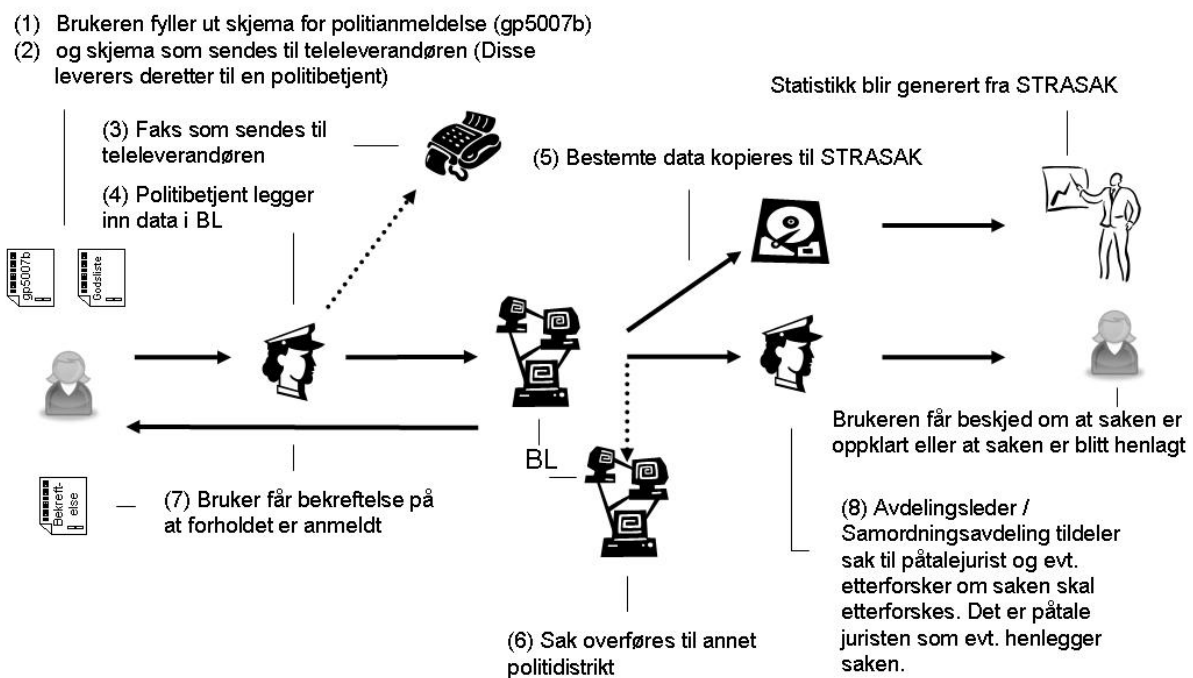 (1) Brukeren fyller ut skjema for politianmeldelse (gp5007b)
(2) og skjema som sendes til teleleverandøren (Disse
leverers deretter til en politibetjent)
Statistikk blir generert fra STRASAK
(3) Faks som sendes til
teleleverandøren
(5) Bestemte data kopieres til STRASAK
(4) Politibetjent legger
inn data i BL
gp5007b
Godsliste
Brukeren får beskjed om at saken er
oppklart eller at saken er blitt henlagt
BL
Bekreft-
else
(7) Bruker får bekreftelse på
at forholdet er anmeldt
(8) Avdelingsleder /
Samordningsavdeling tildeler
sak til påtalejurist og evt.
etterforsker om saken skal
etterforskes. Det er påtale
juristen som evt. henlegger
saken.
(6) Sak overføres til annet
politidistrikt